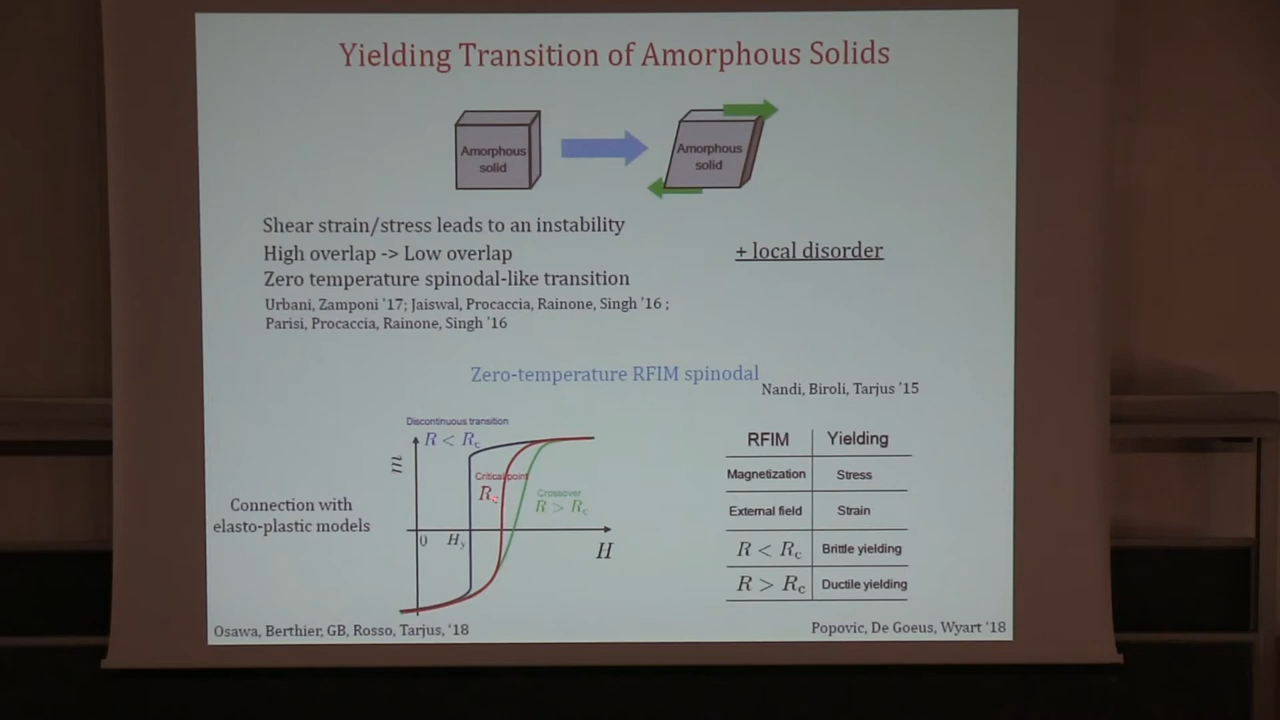 Yielding Transition of Amorphous Solids
Amorphous
solid
Amorphous
solid
Shear strain/stress leads to an instability
High overlap -> Low overlap
+ local disorder
Zero temperature spinodal-like transition
Urbani, Zamponi '17; Jaiswal, Procaccia, Rainone, Singh '16 ;
Parisi, Procaccia, Rainone, Singh '16
Zero-temperature RFIM spinodal
Nandi, Biroli, Tarjus '15
Discontinuous transition
R < Rc
m
Critical point
Rc
Crossover
R > Rc
0
Hy
H
Connection with
elasto-plastic models
RFIM Yielding
Magnetization Stress
External field Strain
R < Rc Brittle yielding
R > Rc Ductile yielding
Osawa, Berthier, GB, Rosso, Tarjus, '18
Popovic, De Goeus, Wyart '18